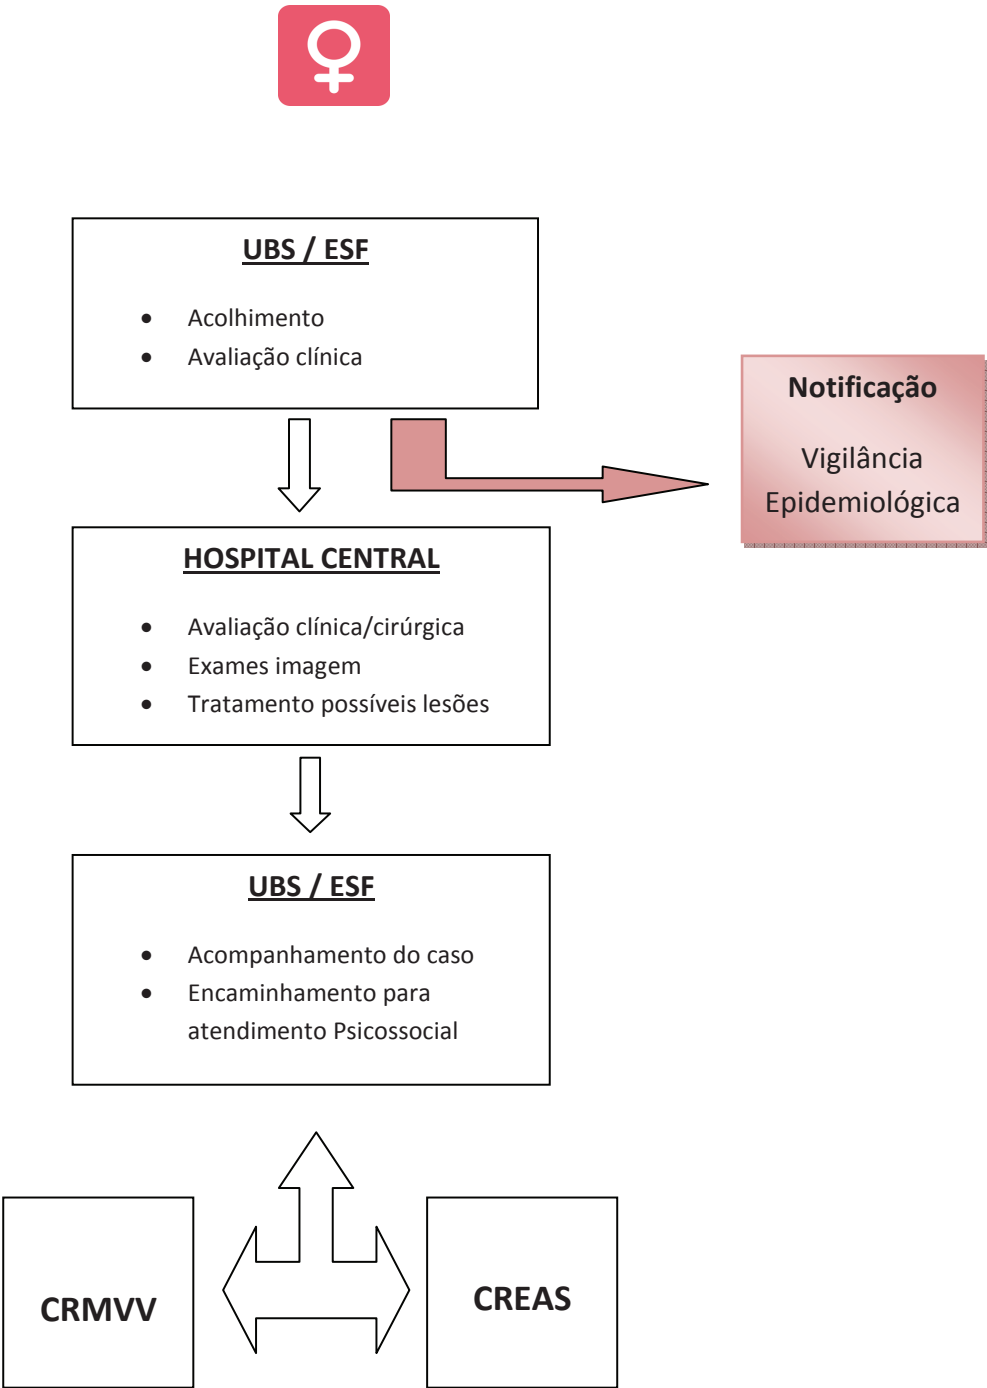 UBS / ESF
• Acolhimento
• Avaliação clínica
Notificação
Vigilância
Epidemiológica
HOSPITAL CENTRAL
• Avaliação clínica/cirúrgica
• Exames imagem
• Tratamento possíveis lesões
UBS / ESF
• Acompanhamento do caso
• Encaminhamento para
atendimento Psicossocial
CRMVV
CREAS